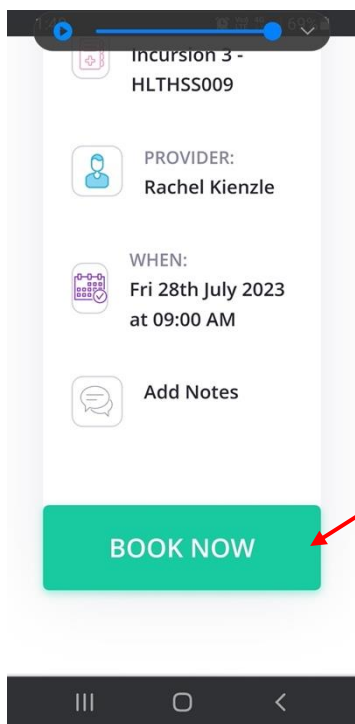 69%
Incursion 3 -
HLTHSS009
PROVIDER:
Rachel Kienzle
WHEN:
Fri 28th July 2023
at 09:00 AM
Add Notes
BOOK NOW